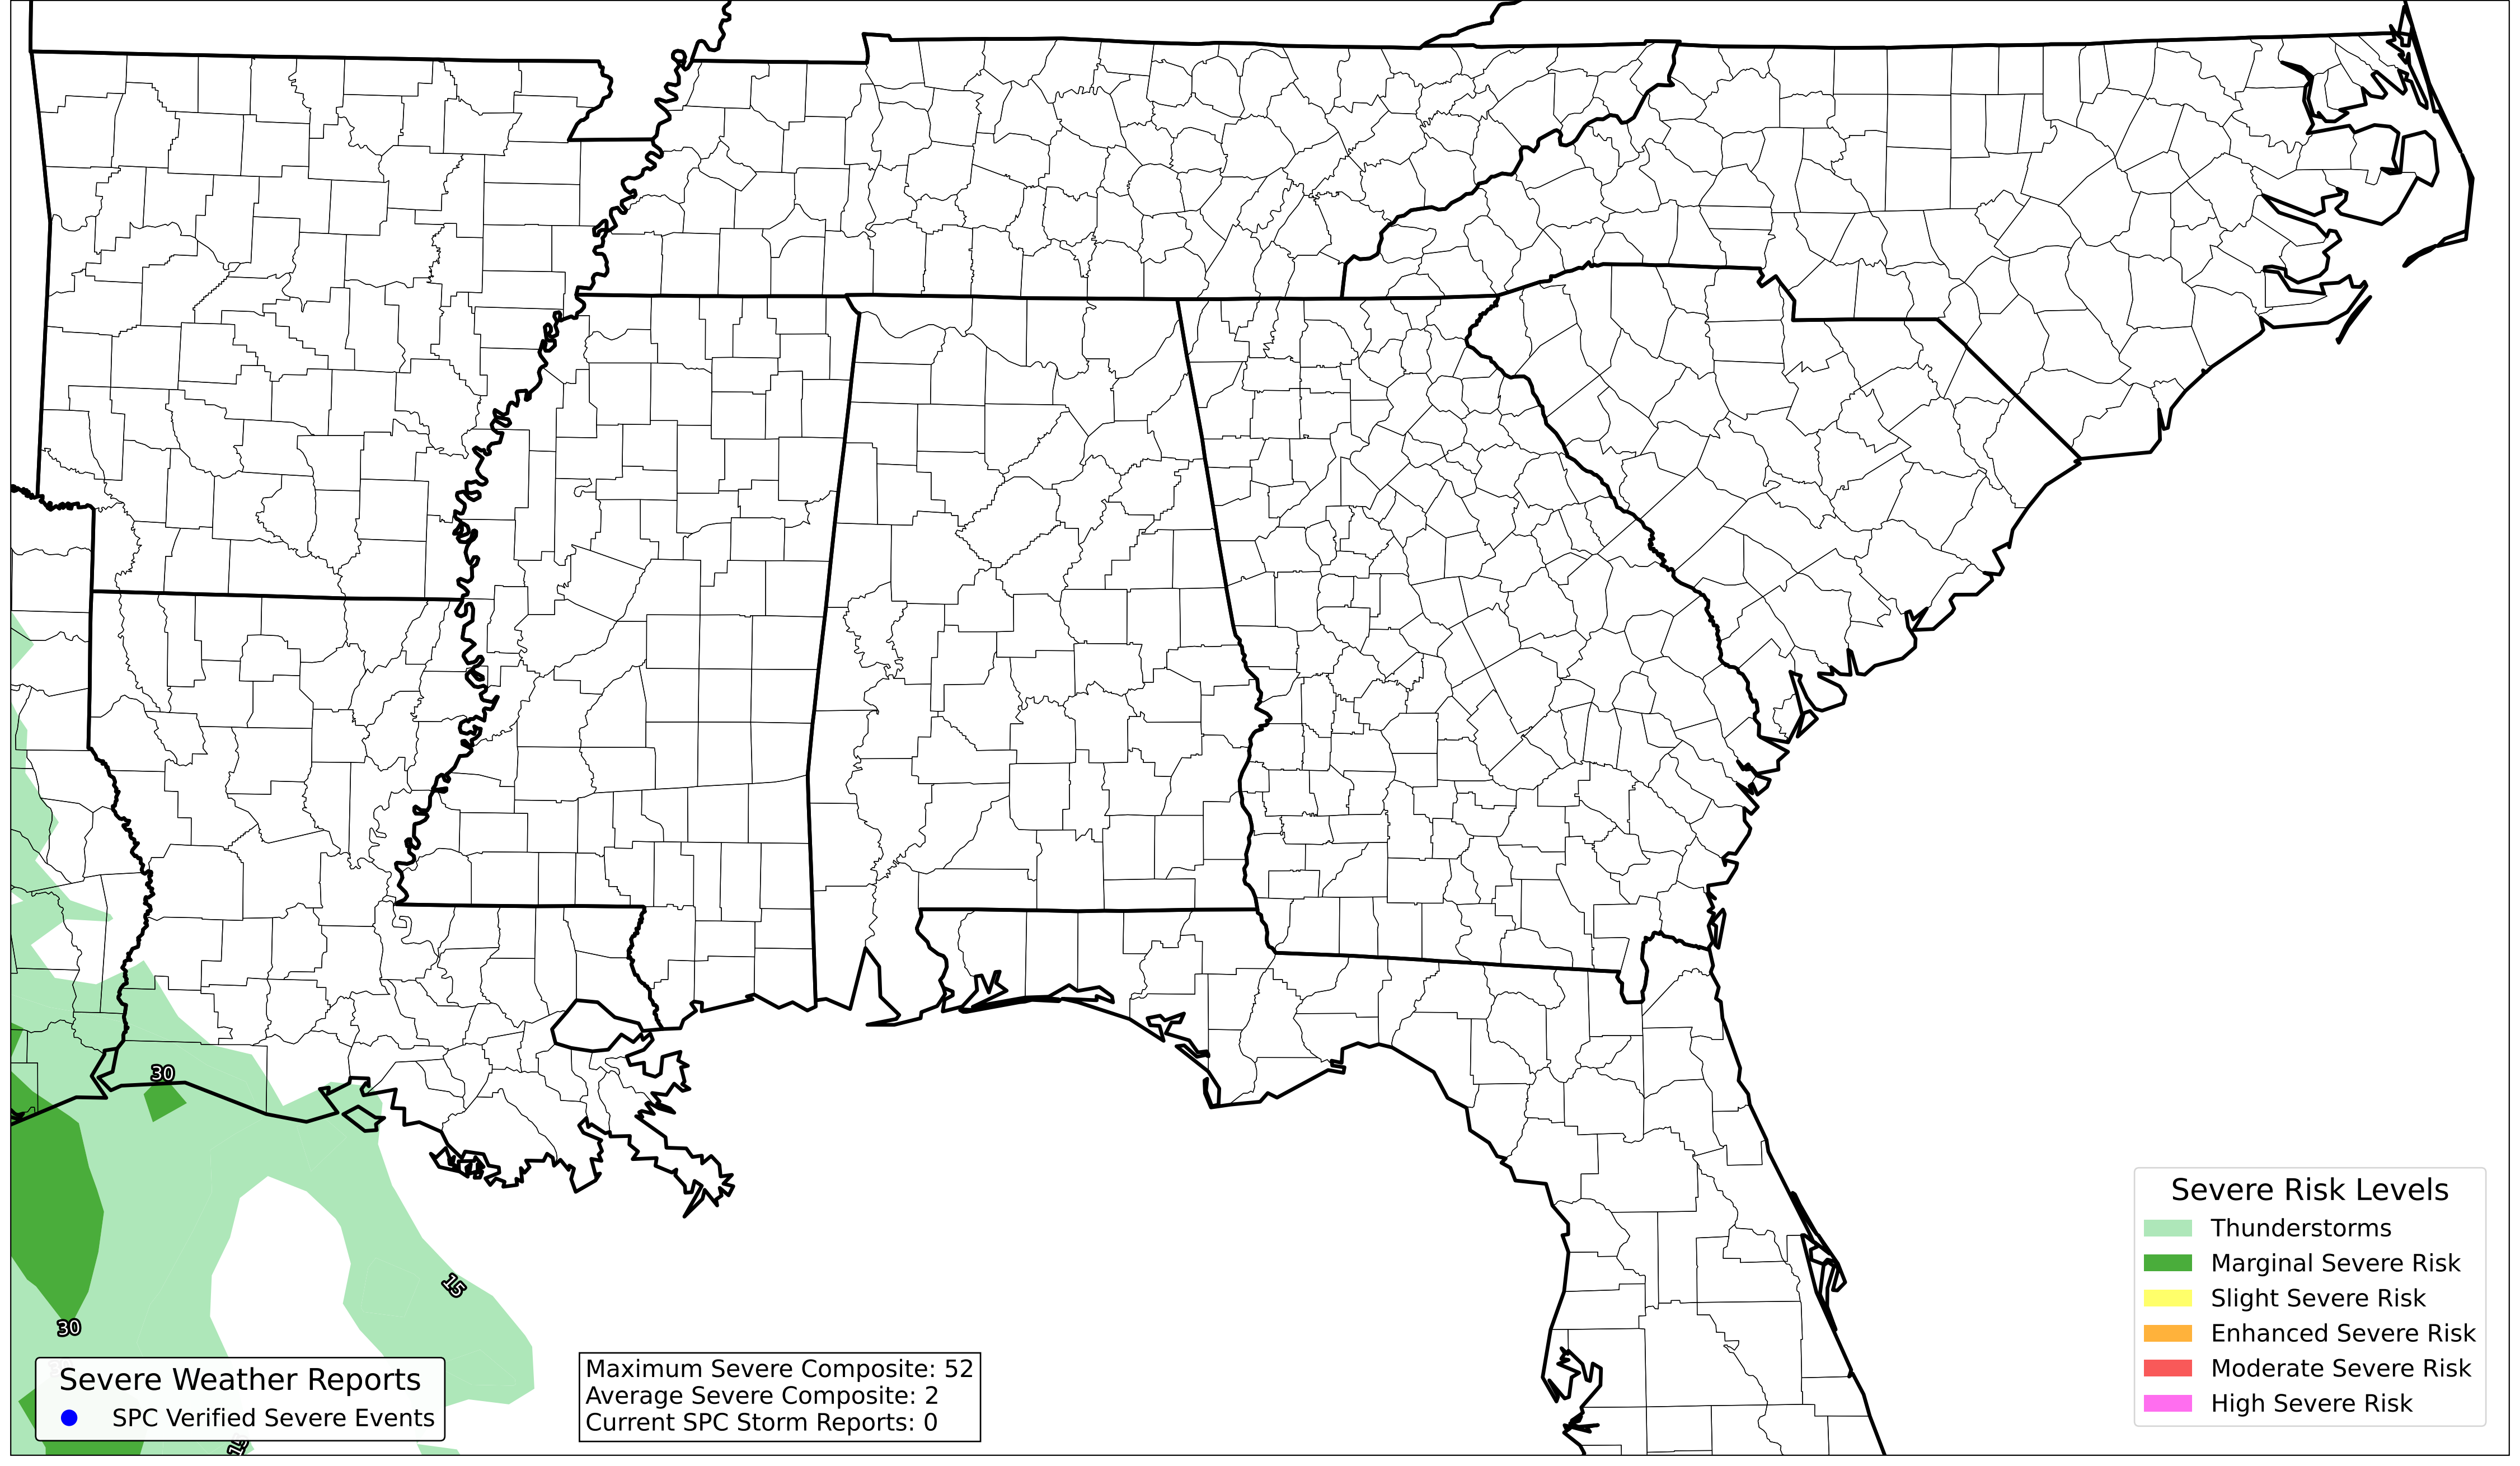 30
15
30
15
Severe Weather Reports
SPC Verified Severe Events
Maximum Severe Composite: 52
Average Severe Composite: 2
Current SPC Storm Reports: 0
Severe Risk Levels
Thunderstorms
Marginal Severe Risk
Slight Severe Risk
Enhanced Severe Risk
Moderate Severe Risk
High Severe Risk